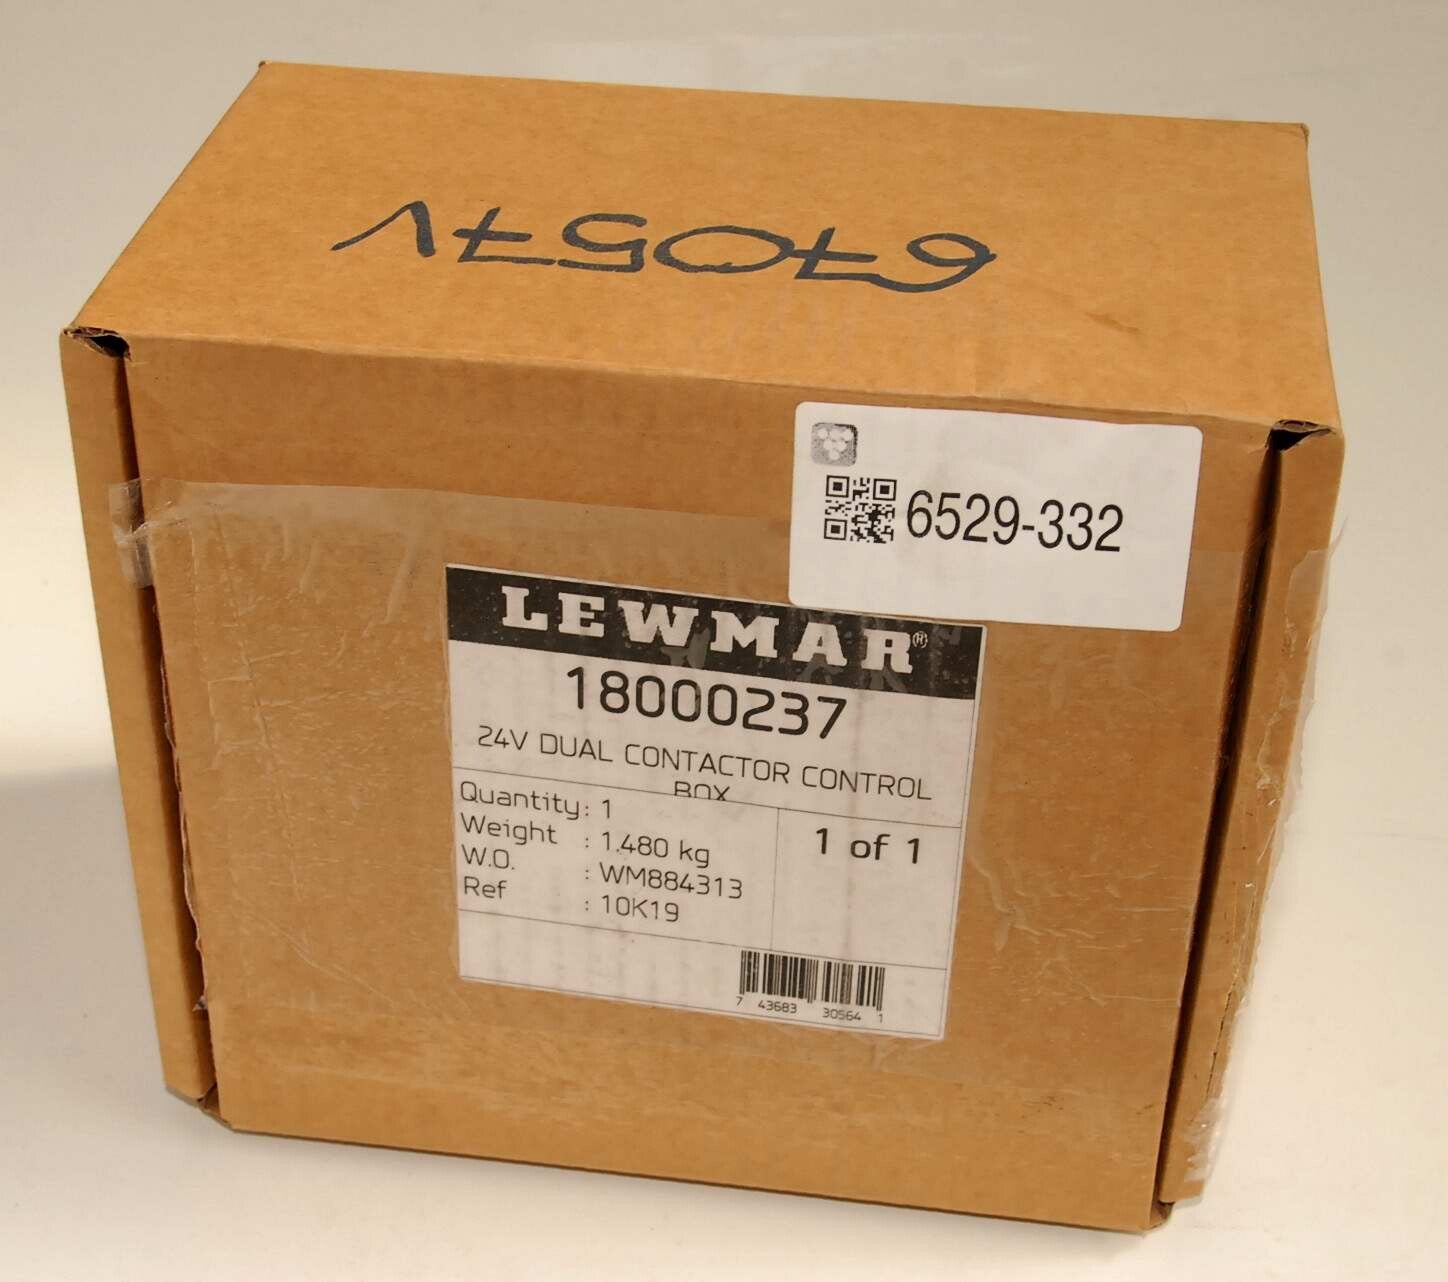 67057V
6529-332
LEWMAR®
18000237
24V DUAL CONTACTOR CONTROL
BOX
Quantity: 1
Weight : 1.480 kg
W.O. : WM884313
Ref : 10K19
1 of 1
7 43683 30564 1